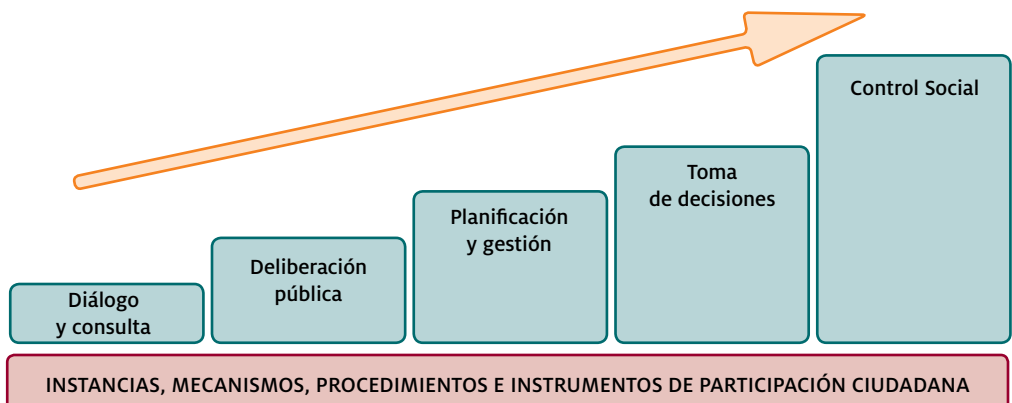 Control Social
Toma
de decisiones
Planificación
y gestión
Deliberación
pública
Diálogo
y consulta
INSTANCIAS, MECANISMOS, PROCEDIMIENTOS E INSTRUMENTOS DE PARTICIPACIÓN CIUDADANA